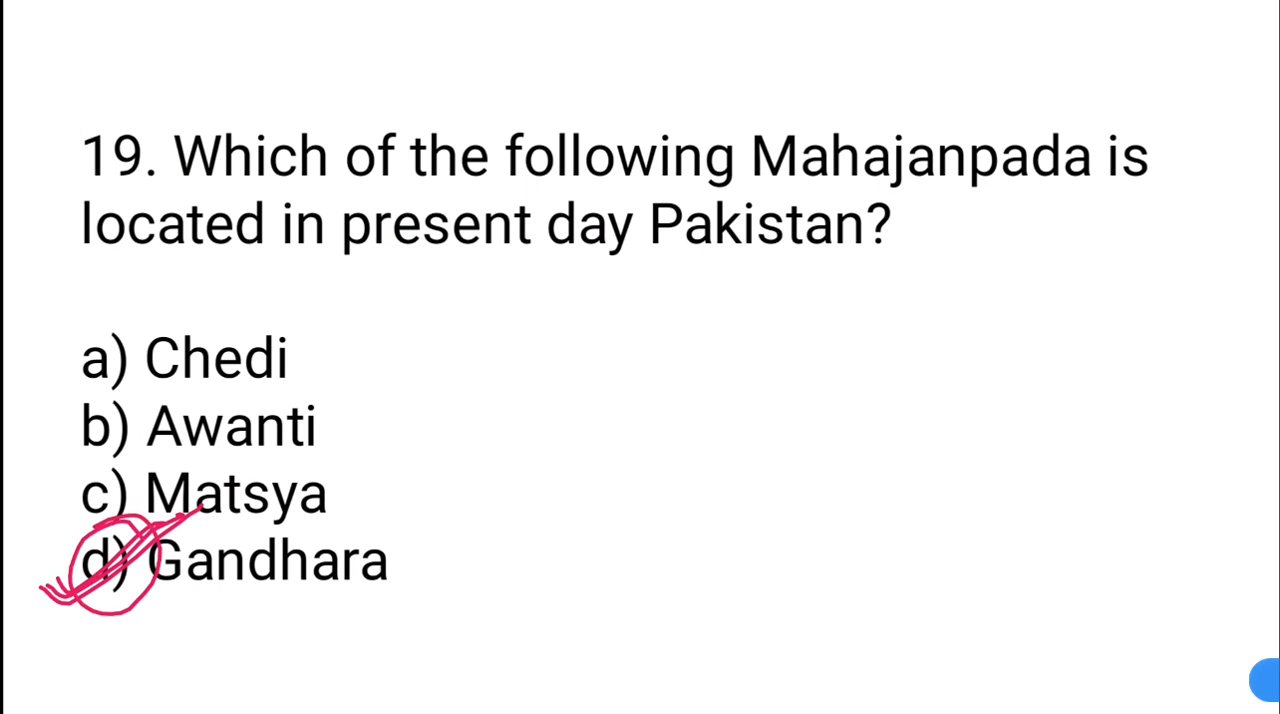 19. Which of the following Mahajanpada is
located in present day Pakistan?
a) Chedi
b) Awanti
c) Matsya
d) Gandhara